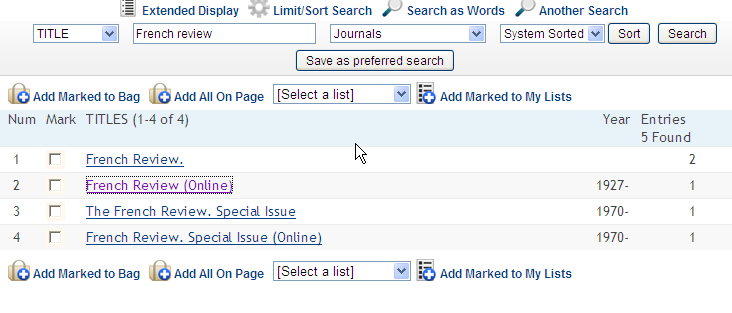 Extended Display Limit/Sort Search Search as Words Another Search
TITLE French review Journals System Sorted Sort Search
Save as preferred search
Add Marked to Bag Add All On Page [Select a list] Add Marked to My Lists
Num Mark TITLES (1-4 of 4) Year Entries
5 Found
1 French Review. 2
2 French Review (Online) 1927- 1
3 The French Review. Special Issue 1970- 1
4 French Review. Special Issue (Online) 1970- 1
Add Marked to Bag Add All On Page [Select a list] Add Marked to My Lists